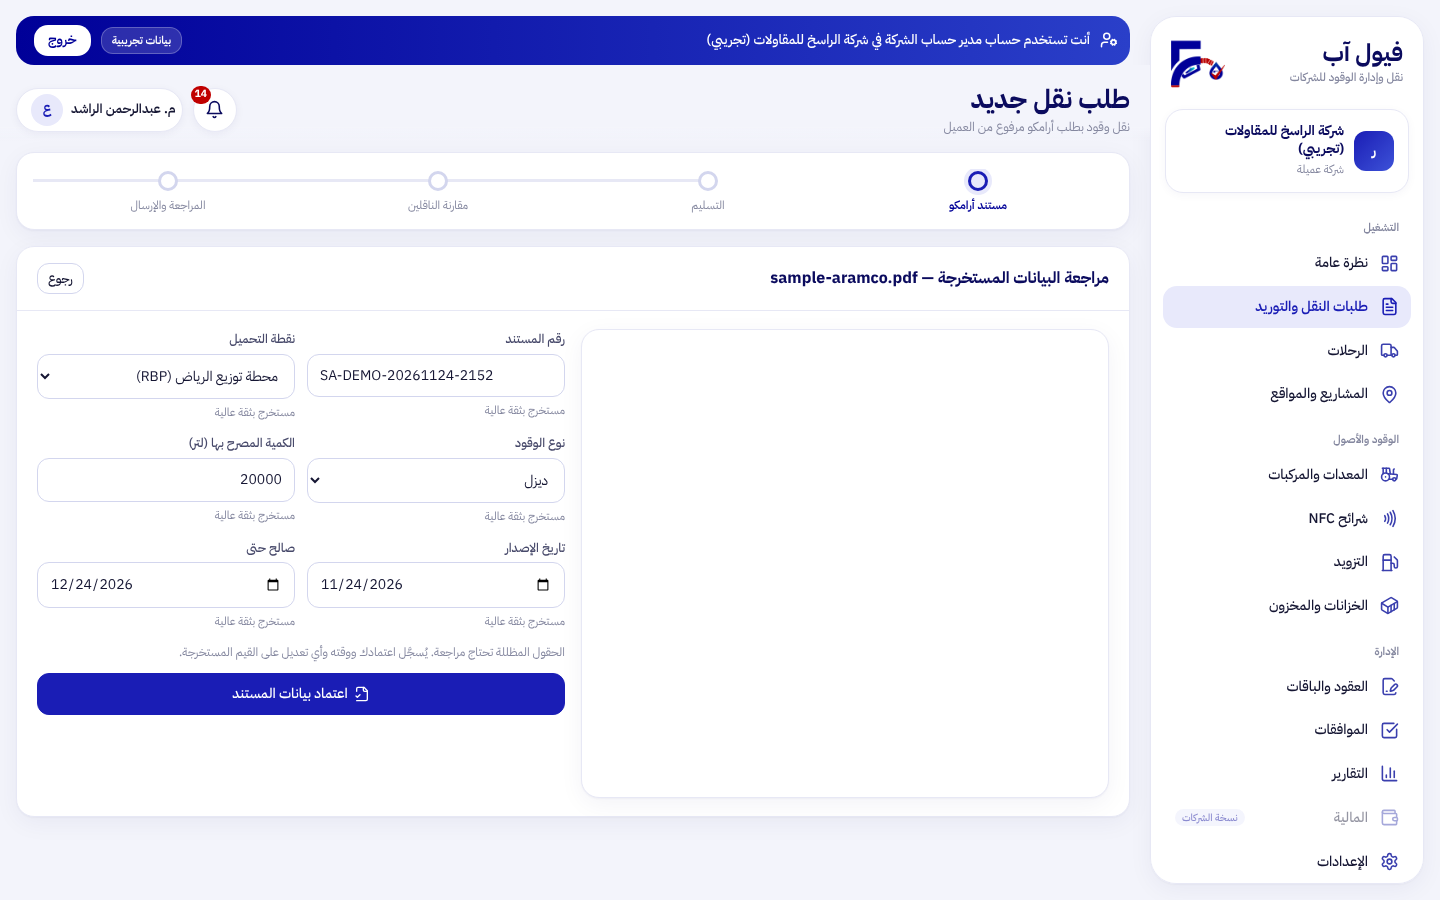 فيول آب
نقل وإدارة الوقود للشركات
ر
شركة الراسخ للمقاولات (تجريبي)
شركة عميلة
التشغيل
نظرة عامة
طلبات النقل والتوريد
الرحلات
المشاريع والمواقع
الوقود والأصول
المعدات والمركبات
شرائح NFC
التزويد
الخزانات والمخزون
الإدارة
العقود والباقات
الموافقات
التقارير
المالية
نسخة الشركات
الإعدادات
أنت تستخدم حساب مدير حساب الشركة في شركة الراسخ للمقاولات (تجريبي)
بيانات تجريبية
خروج
طلب نقل جديد
نقل وقود بطلب أرامكو مرفوع من العميل
14
م. عبدالرحمن الراشد
ع
مستند أرامكو
التسليم
مقارنة الناقلين
المراجعة والإرسال
مراجعة البيانات المستخرجة — sample-aramco.pdf
رجوع
رقم المستند
SA-DEMO-20261124-2152
مستخرج بثقة عالية
نقطة التحميل
محطة توزيع الرياض (RBP)
مستخرج بثقة عالية
نوع الوقود
ديزل
مستخرج بثقة عالية
الكمية المصرح بها (لتر)
20000
مستخرج بثقة عالية
تاريخ الإصدار
11/24/2026
مستخرج بثقة عالية
صالح حتى
12/24/2026
مستخرج بثقة عالية
الحقول المظللة تحتاج مراجعة. يُسجَّل اعتمادك ووقته وأي تعديل على القيم المستخرجة.
اعتماد بيانات المستند